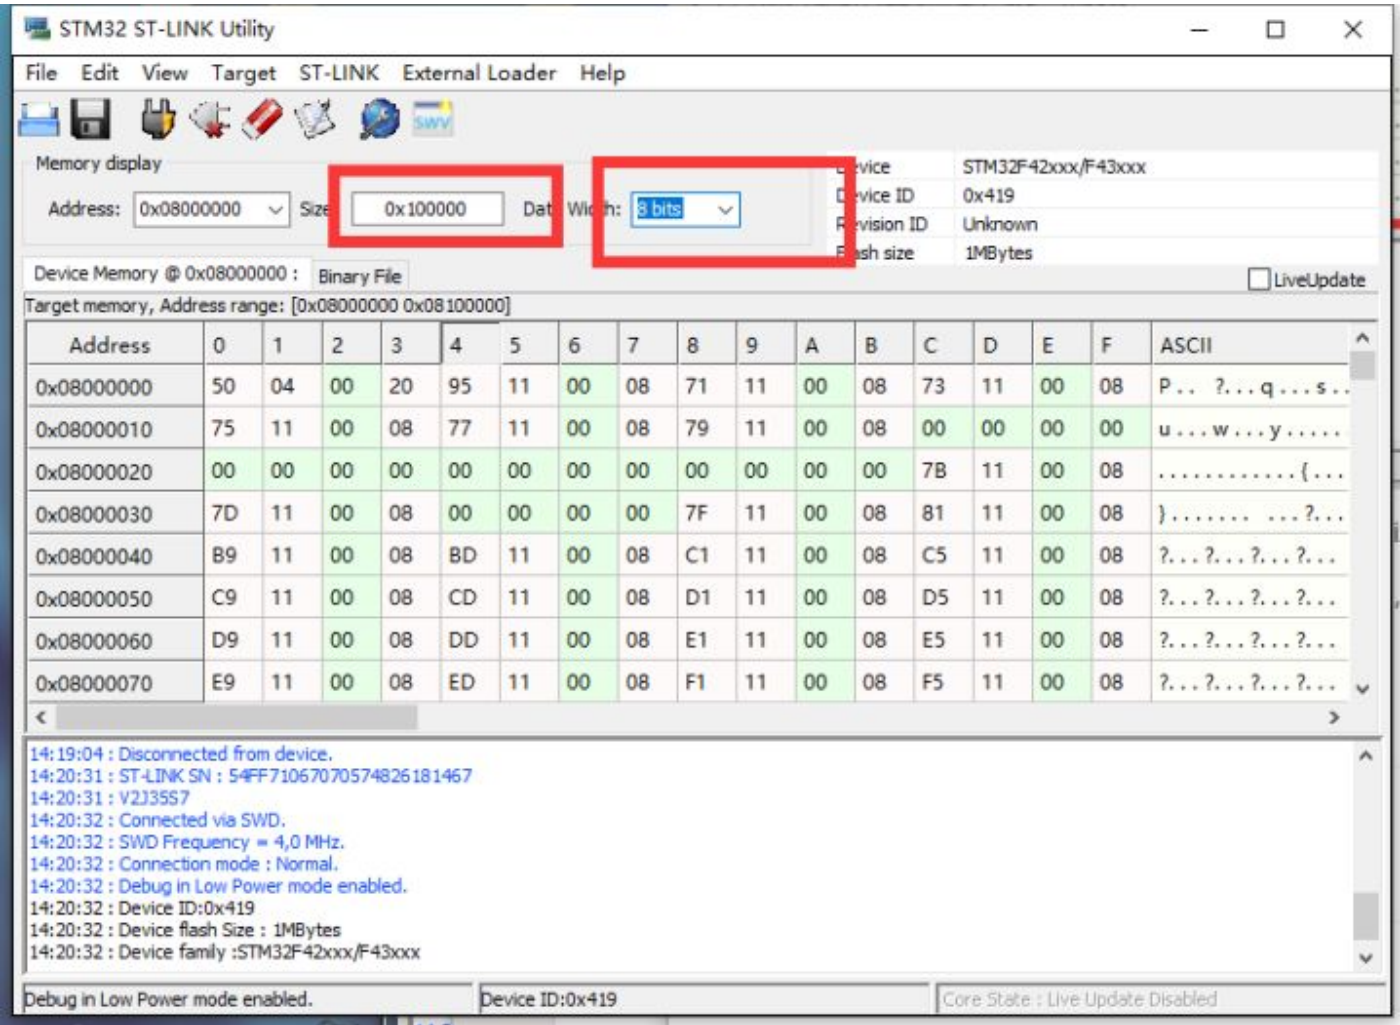 STM32 ST-LINK Utility
File Edit View Target ST-LINK External Loader Help
SWV
Memory display
Address: 0x08000000 Size 0x100000 Data Width: 8 bits
Device STM32F42xxx/F43xxx
Device ID 0x419
Revision ID Unknown
Flash size 1MBytes
Device Memory @ 0x08000000 : Binary File LiveUpdate
Target memory, Address range: [0x08000000 0x08100000]
Address 0 1 2 3 4 5 6 7 8 9 A B C D E F ASCII
0x08000000 50 04 00 20 95 11 00 08 71 11 00 08 73 11 00 08 P.. ?...q...s..
0x08000010 75 11 00 08 77 11 00 08 79 11 00 08 00 00 00 00 u...w...y.....
0x08000020 00 00 00 00 00 00 00 00 00 00 00 00 7B 11 00 08 ............{...
0x08000030 7D 11 00 08 00 00 00 00 7F 11 00 08 81 11 00 08 }....... ...?...
0x08000040 B9 11 00 08 BD 11 00 08 C1 11 00 08 C5 11 00 08 ?...?...?...?...
0x08000050 C9 11 00 08 CD 11 00 08 D1 11 00 08 D5 11 00 08 ?...?...?...?...
0x08000060 D9 11 00 08 DD 11 00 08 E1 11 00 08 E5 11 00 08 ?...?...?...?...
0x08000070 E9 11 00 08 ED 11 00 08 F1 11 00 08 F5 11 00 08 ?...?...?...?...
14:19:04 : Disconnected from device.
14:20:31 : ST-LINK SN : 54FF71067070574826181467
14:20:31 : V2J35S7
14:20:32 : Connected via SWD.
14:20:32 : SWD Frequency = 4,0 MHz.
14:20:32 : Connection mode : Normal.
14:20:32 : Debug in Low Power mode enabled.
14:20:32 : Device ID:0x419
14:20:32 : Device flash Size : 1MBytes
14:20:32 : Device family :STM32F42xxx/F43xxx
Debug in Low Power mode enabled. Device ID:0x419 Core State : Live Update Disabled